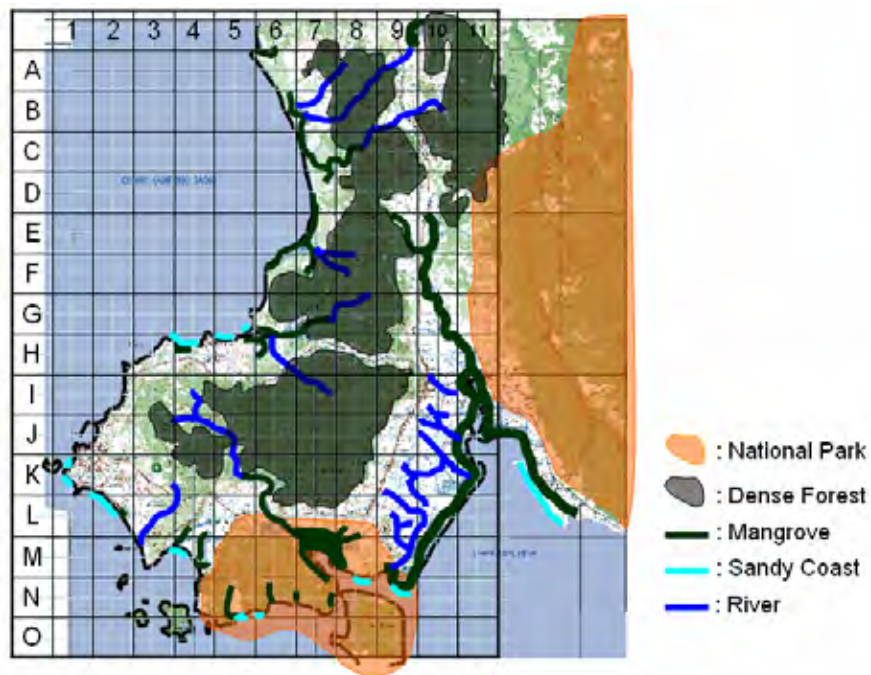 1 2 3 4 5 6 7 8 9 10 11
A
B
C
D
E
F
G
H
I
J
K
L
M
N
O
: National Park
: Dense Forest
: Mangrove
: Sandy Coast
: River